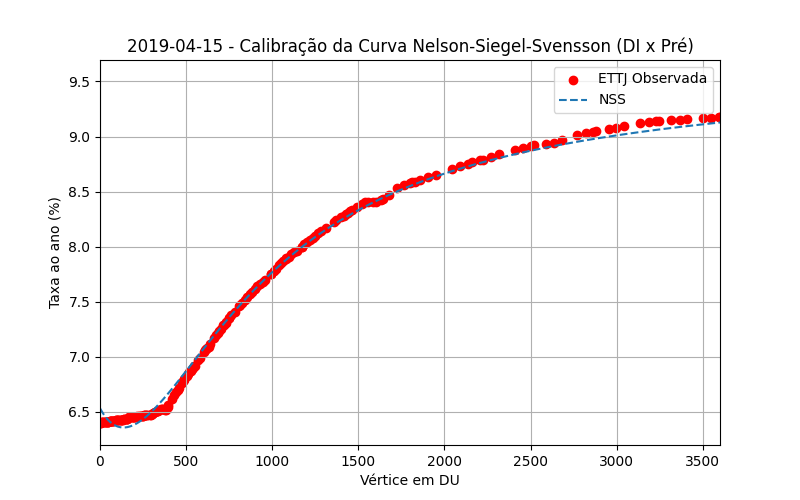 2019-04-15 - Calibração da Curva Nelson-Siegel-Svensson (DI x Pré)
ETTJ Observada
NSS
Taxa ao ano (%)
9.5
9.0
8.5
8.0
7.5
7.0
6.5
0 500 1000 1500 2000 2500 3000 3500
Vértice em DU